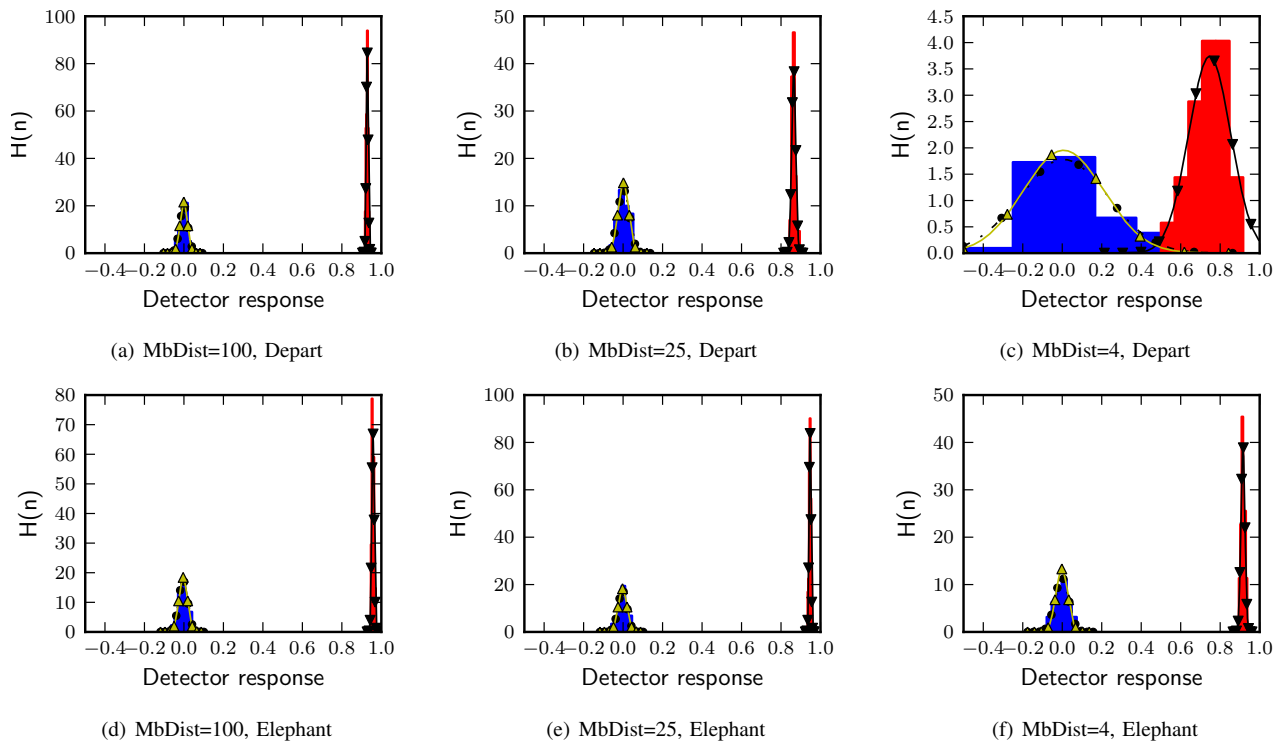 100
80
60
40
20
0
H(n)
−0.4 −0.2 0.0 0.2 0.4 0.6 0.8 1.0
Detector response
(a) MbDist=100, Depart
50
40
30
20
10
0
H(n)
−0.4 −0.2 0.0 0.2 0.4 0.6 0.8 1.0
Detector response
(b) MbDist=25, Depart
4.5
4.0
3.5
3.0
2.5
2.0
1.5
1.0
0.5
0.0
H(n)
−0.4 −0.2 0.0 0.2 0.4 0.6 0.8 1.0
Detector response
(c) MbDist=4, Depart
80
70
60
50
40
30
20
10
0
H(n)
−0.4 −0.2 0.0 0.2 0.4 0.6 0.8 1.0
Detector response
(d) MbDist=100, Elephant
100
80
60
40
20
0
H(n)
−0.4 −0.2 0.0 0.2 0.4 0.6 0.8 1.0
Detector response
(e) MbDist=25, Elephant
50
40
30
20
10
0
H(n)
−0.4 −0.2 0.0 0.2 0.4 0.6 0.8 1.0
Detector response
(f) MbDist=4, Elephant